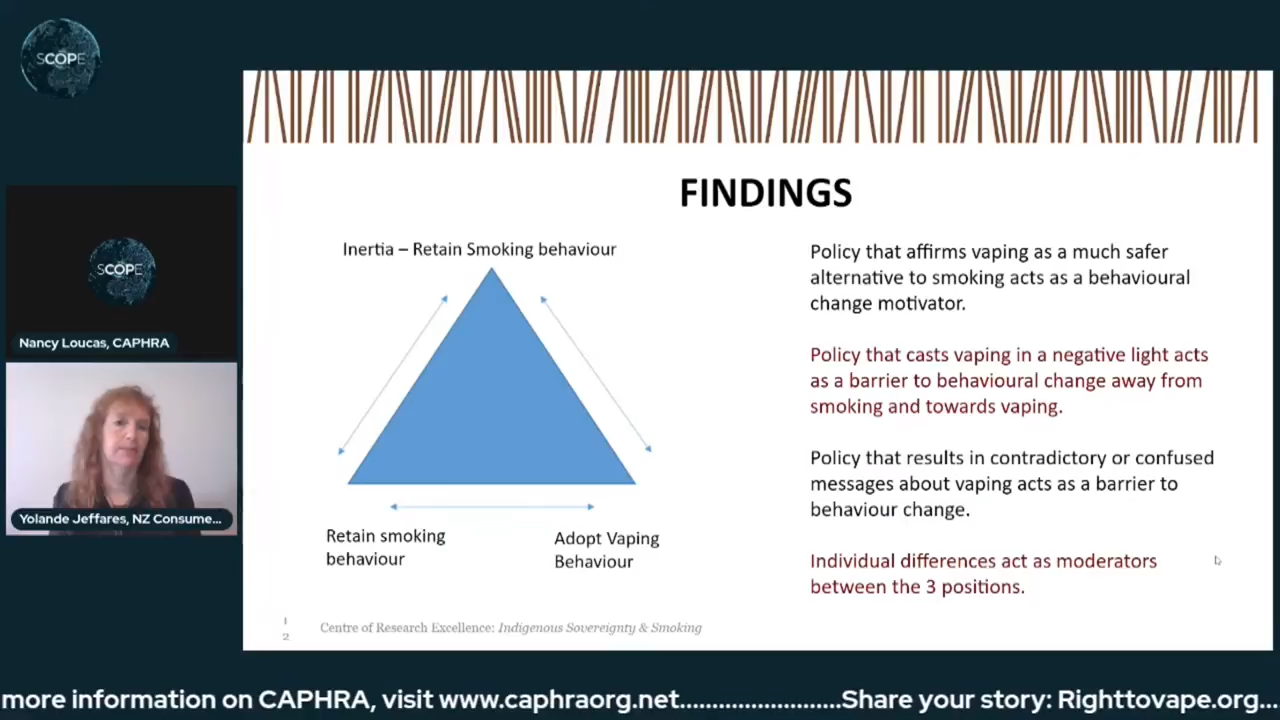 SCOPE
SCOPE
Nancy Loucas, CAPHRA
Yolande Jeffares, NZ Consume...
FINDINGS
Inertia – Retain Smoking behaviour
Retain smoking
behaviour
Adopt Vaping
Behaviour
Policy that affirms vaping as a much safer
alternative to smoking acts as a behavioural
change motivator.
Policy that casts vaping in a negative light acts
as a barrier to behavioural change away from
smoking and towards vaping.
Policy that results in contradictory or confused
messages about vaping acts as a barrier to
behaviour change.
Individual differences act as moderators
between the 3 positions.
1
2
Centre of Research Excellence: Indigenous Sovereignty & Smoking
more information on CAPHRA, visit www.caphraorg.net.......................Share your story: Righttovape.org...